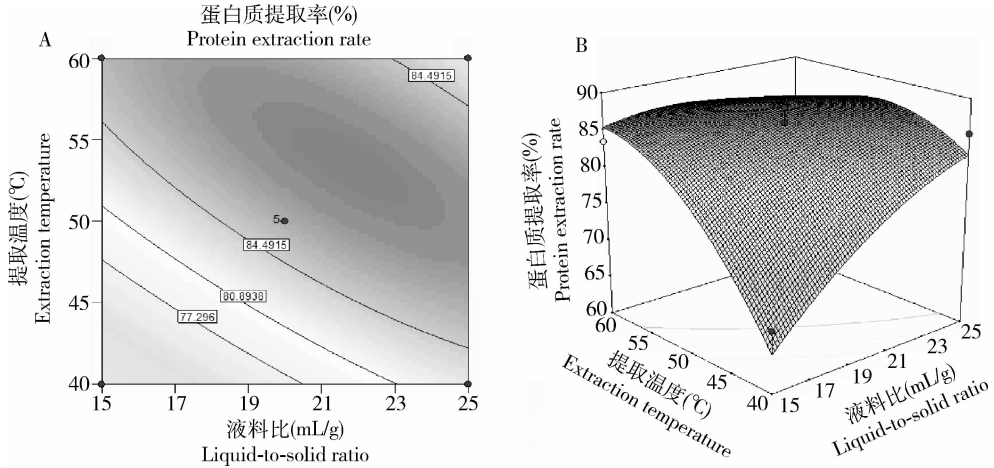 蛋白质提取率(%)
Protein extraction rate
A
60
55
50
45
40
提取温度(℃)
Extraction temperature
84.4915
5
84.4915
80.8938
77.296
15
17
19
21
23
25
液料比(mL/g)
Liquid-to-solid ratio
B
90
85
80
75
70
65
60
蛋白质提取率(%)
Protein extraction rate
60
55
50
45
40
提取温度(℃)
Extraction temperature
15
17
19
21
23
25
液料比(mL/g)
Liquid-to-solid ratio